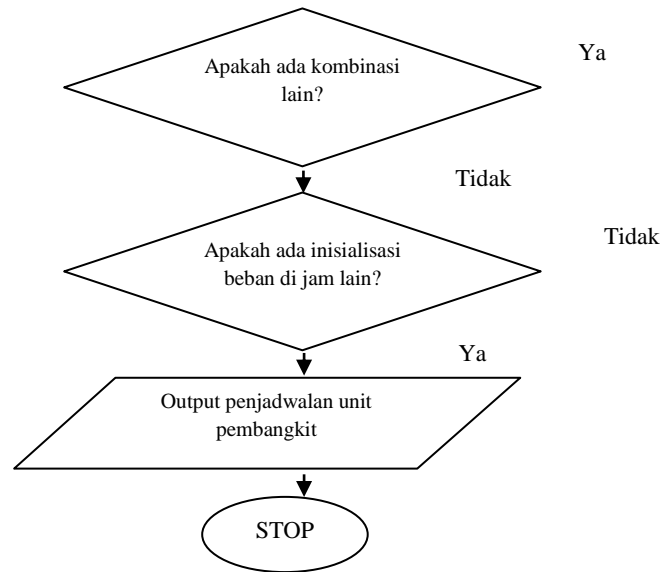 Apakah ada kombinasi
lain?
Ya
Tidak
Apakah ada inisialisasi
beban di jam lain?
Tidak
Ya
Output penjadwalan unit
pembangkit
STOP